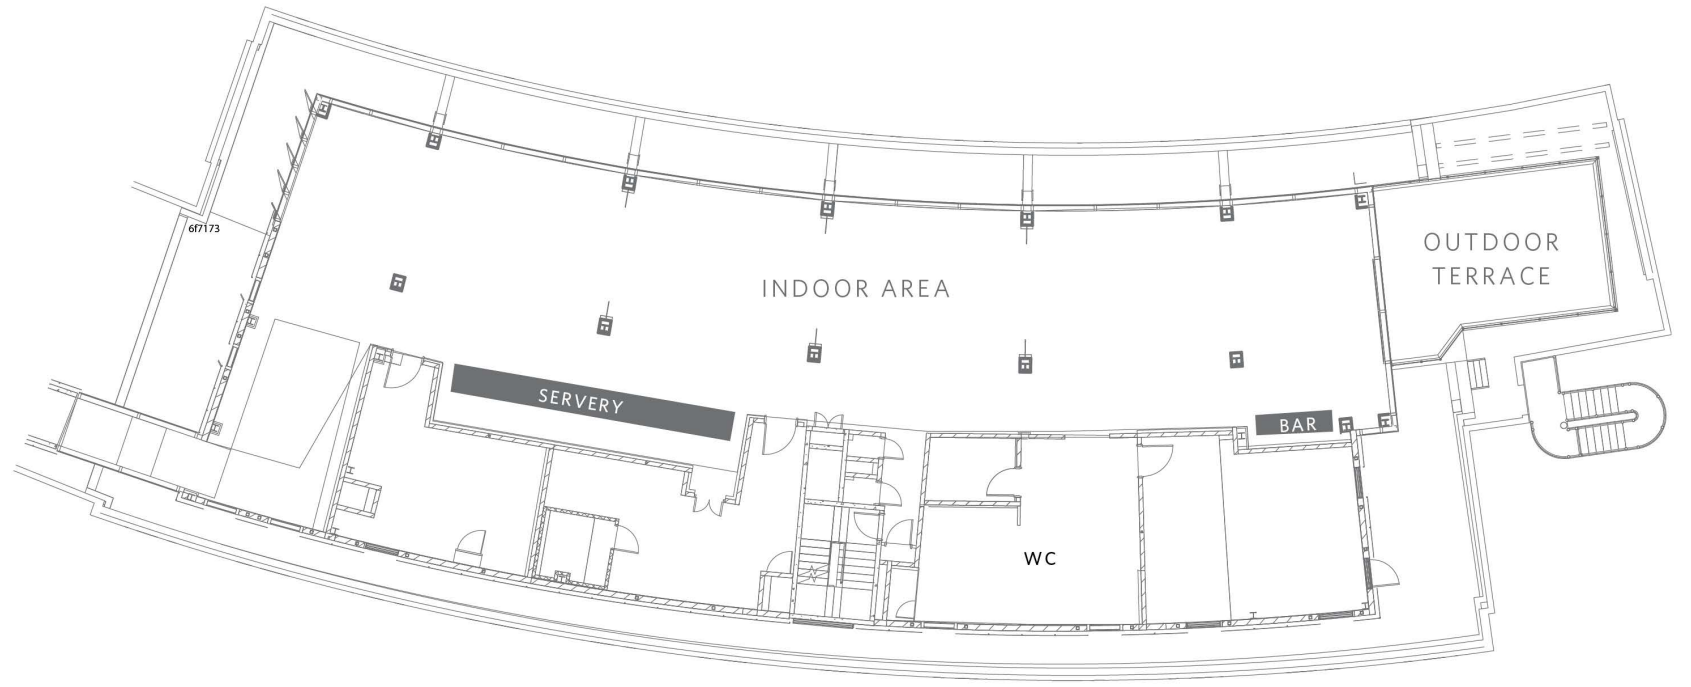 6f7173
OUTDOOR
TERRACE
INDOOR AREA
SERVERY
BAR
WC